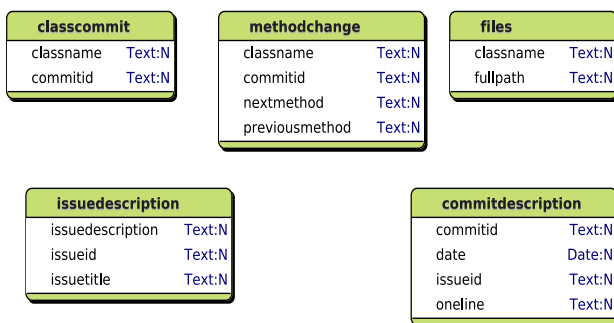 classcommit
classname Text:N
commitid Text:N
methodchange
classname Text:N
commitid Text:N
nextmethod Text:N
previousmethod Text:N
files
classname Text:N
fullpath Text:N
issuedescription
issuedescription Text:N
issueid Text:N
issuetitle Text:N
commitdescription
commitid Text:N
date Date:N
issueid Text:N
oneline Text:N